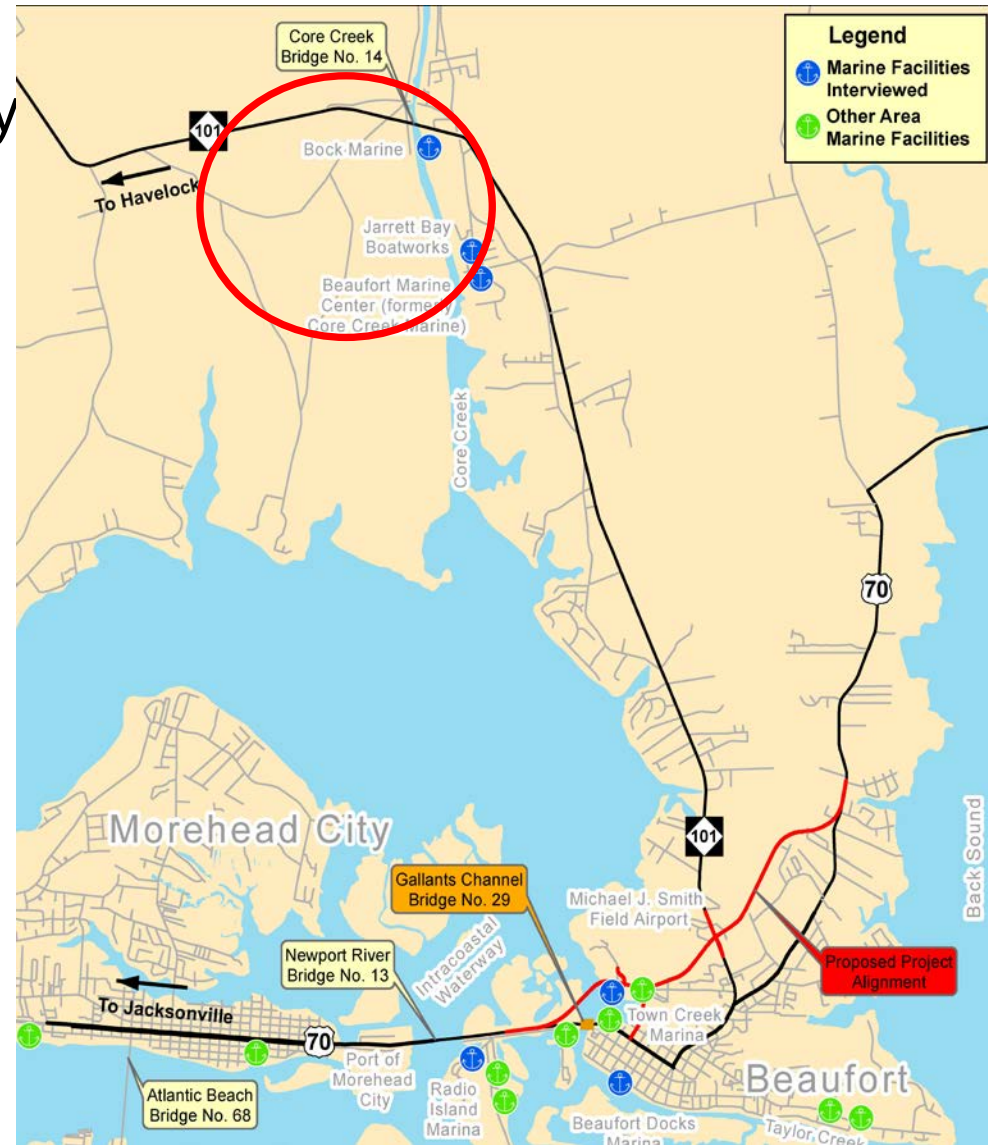 y
Core Creek
Bridge No. 14
Legend
Marine Facilities
Interviewed
Other Area
Marine Facilities
101
Bock Marine
To Havelock
Jarrett Bay
Boatworks
Beaufort Marine
Center (formerly
Core Creek Marine)
Core Creek
70
Morehead City
101
Back Sound
Gallants Channel
Bridge No. 29
Michael J. Smith
Field Airport
Intracoastal
Waterway
Newport River
Bridge No. 13
Proposed Project
Alignment
To Jacksonville
70
Town Creek
Marina
Port of
Morehead
City
Atlantic Beach
Bridge No. 68
Radio
Island
Marina
Beaufort
Beaufort Docks
Marina
Taylor Creek